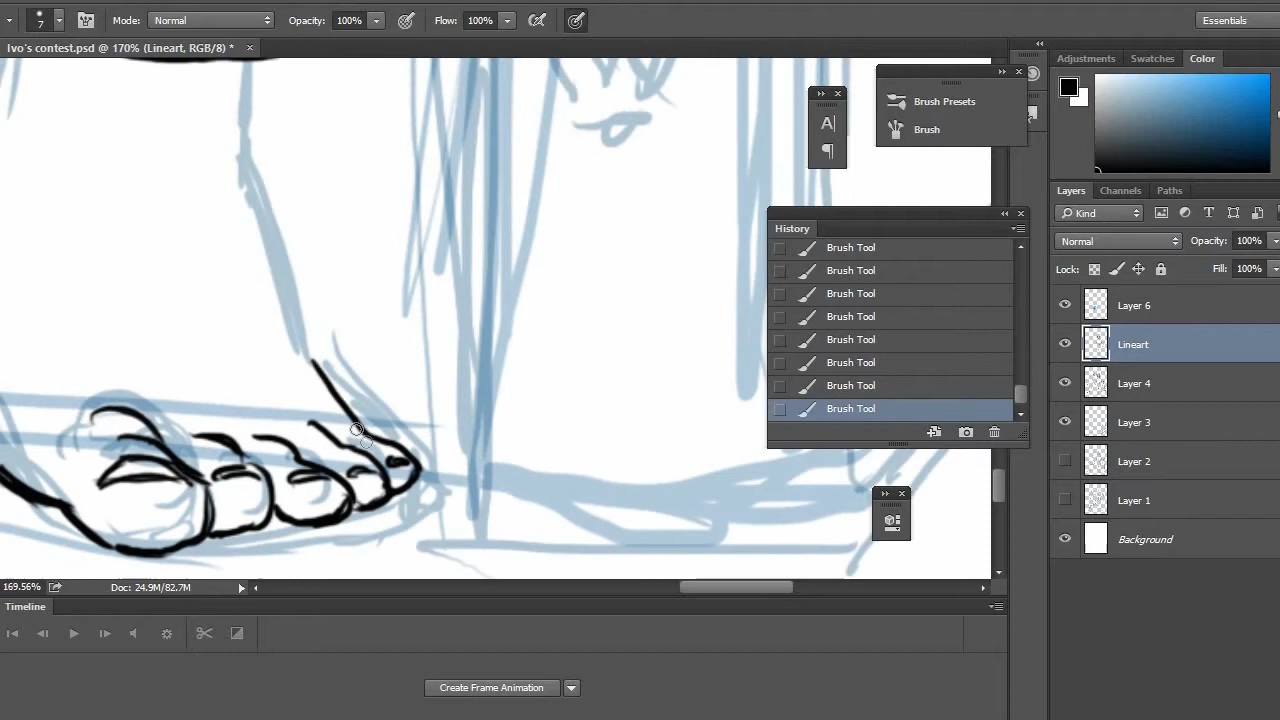 7 Mode: Normal Opacity: 100% Flow: 100% Essentials
Ivo's contest.psd @ 170% (Lineart, RGB/8) *
Adjustments Swatches Color
Brush Presets
Brush
A
Layers Channels Paths
Kind
History
Normal Opacity: 100%
Brush Tool
Lock: Fill: 100%
Brush Tool
Brush Tool
Layer 6
Brush Tool
Brush Tool
Lineart
Brush Tool
Brush Tool
Layer 4
Brush Tool
Layer 3
Layer 2
Layer 1
Background
169.56% Doc: 24.9M/82.7M
Timeline
Create Frame Animation